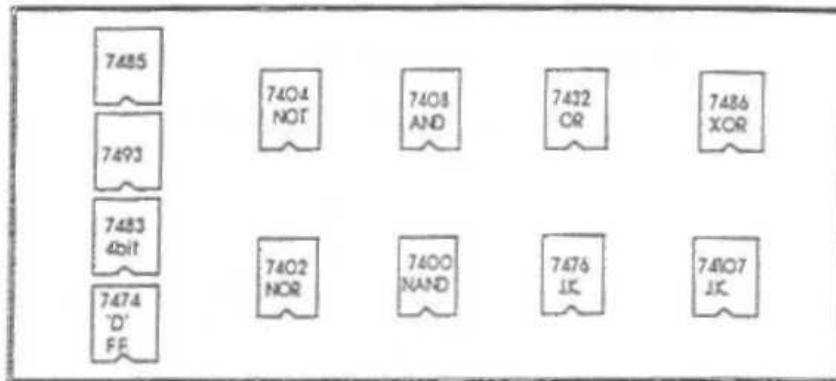 7485
7493
7483
4bit
7474
'D'
FF
7404
NOT
7408
AND
7432
OR
7486
XOR
7402
NOR
7400
NAND
7476
J.K
74107
J.K